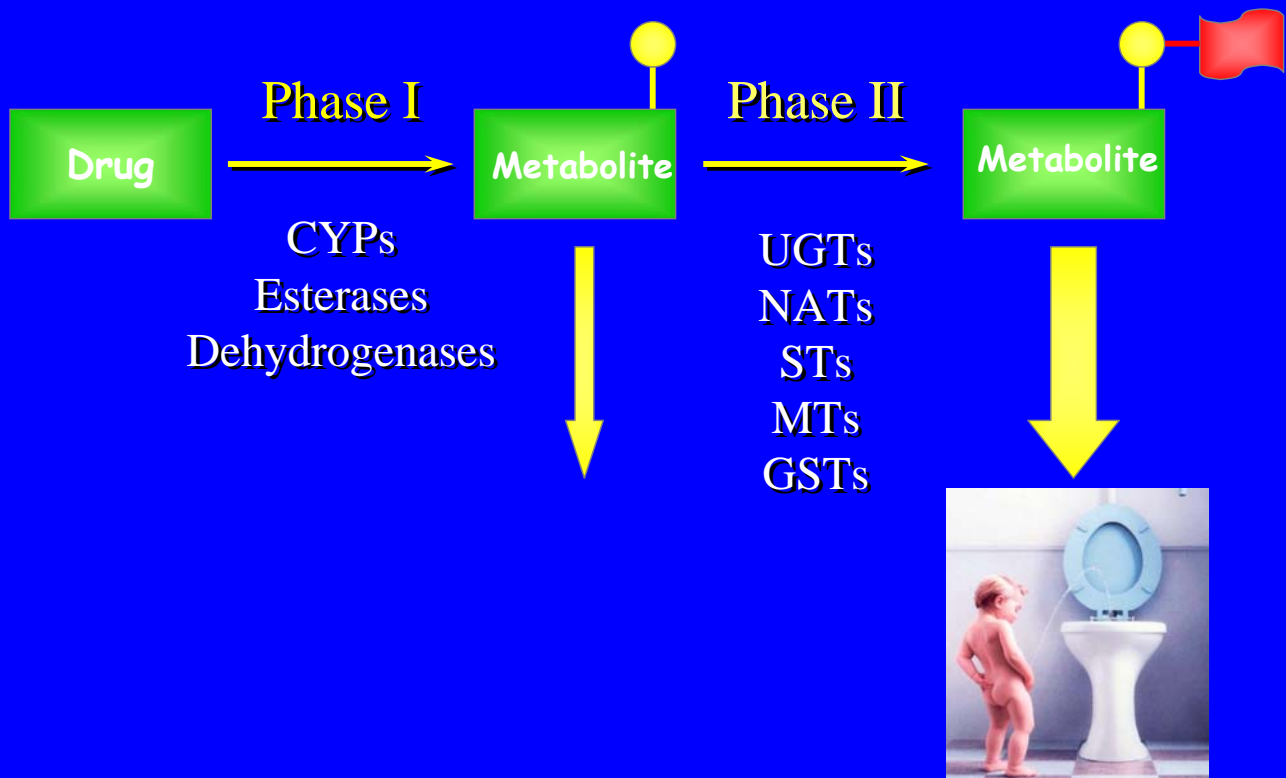 Phase I
Phase II
Drug
Metabolite
Metabolite
CYPs
Esterases
Dehydrogenases
UGTs
NATs
STs
MTs
GSTs